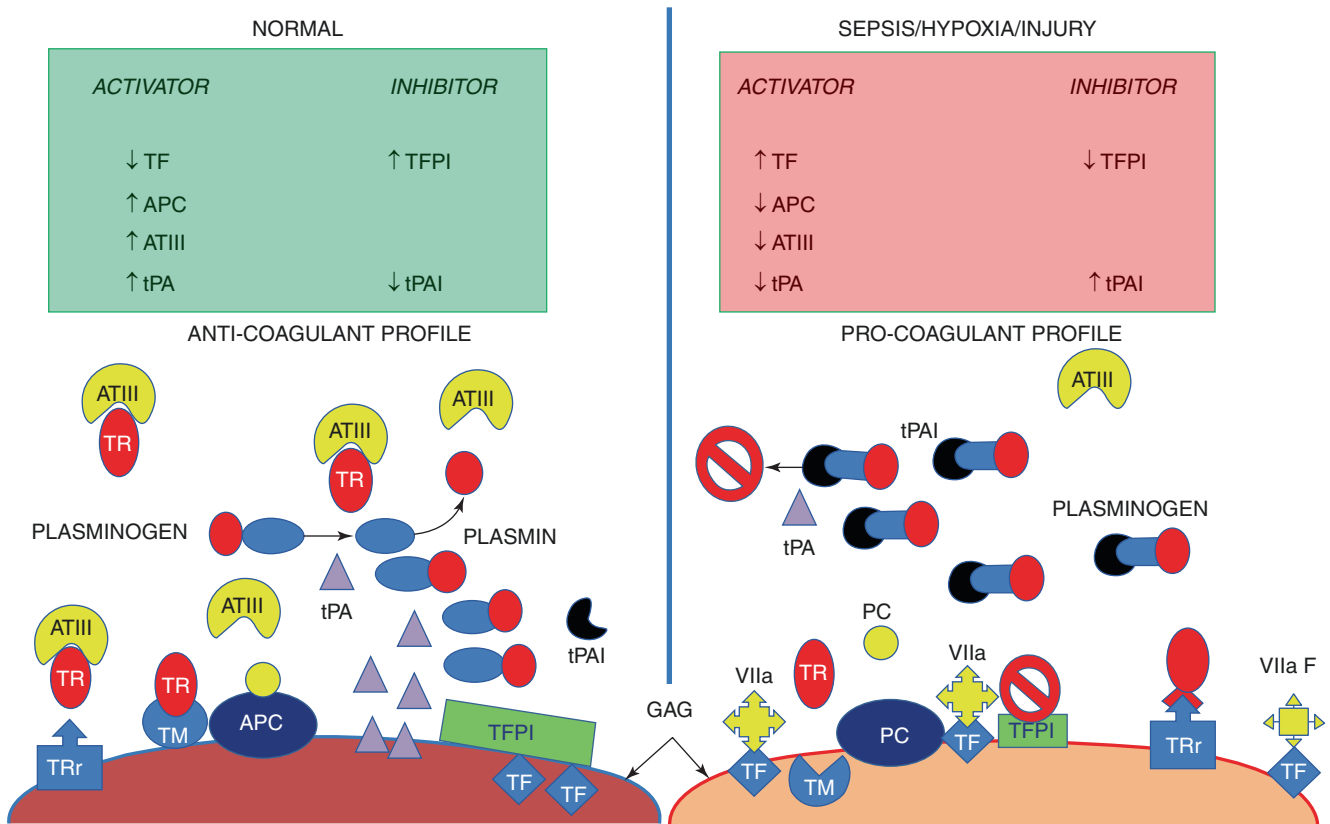 NORMAL
ACTIVATOR INHIBITOR
↓ TF ↑ TFPI
↑ APC
↑ ATIII
↑ tPA ↓ tPAI
ANTI-COAGULANT PROFILE
ATIII
TR
ATIII
TR
ATIII
PLASMINOGEN
PLASMIN
tPA
ATIII
tPAI
ATIII
TR
TR
TM
APC
TRr
TFPI
TF
TF
GAG
SEPSIS/HYPOXIA/INJURY
ACTIVATOR INHIBITOR
↑ TF ↓ TFPI
↓ APC
↓ ATIII
↓ tPA ↑ tPAI
PRO-COAGULANT PROFILE
ATIII
tPAI
PLASMINOGEN
tPA
PC
VIIa
TR
VIIa
VIIa F
PC
TF
TFPI
TRr
TF
TM
TF